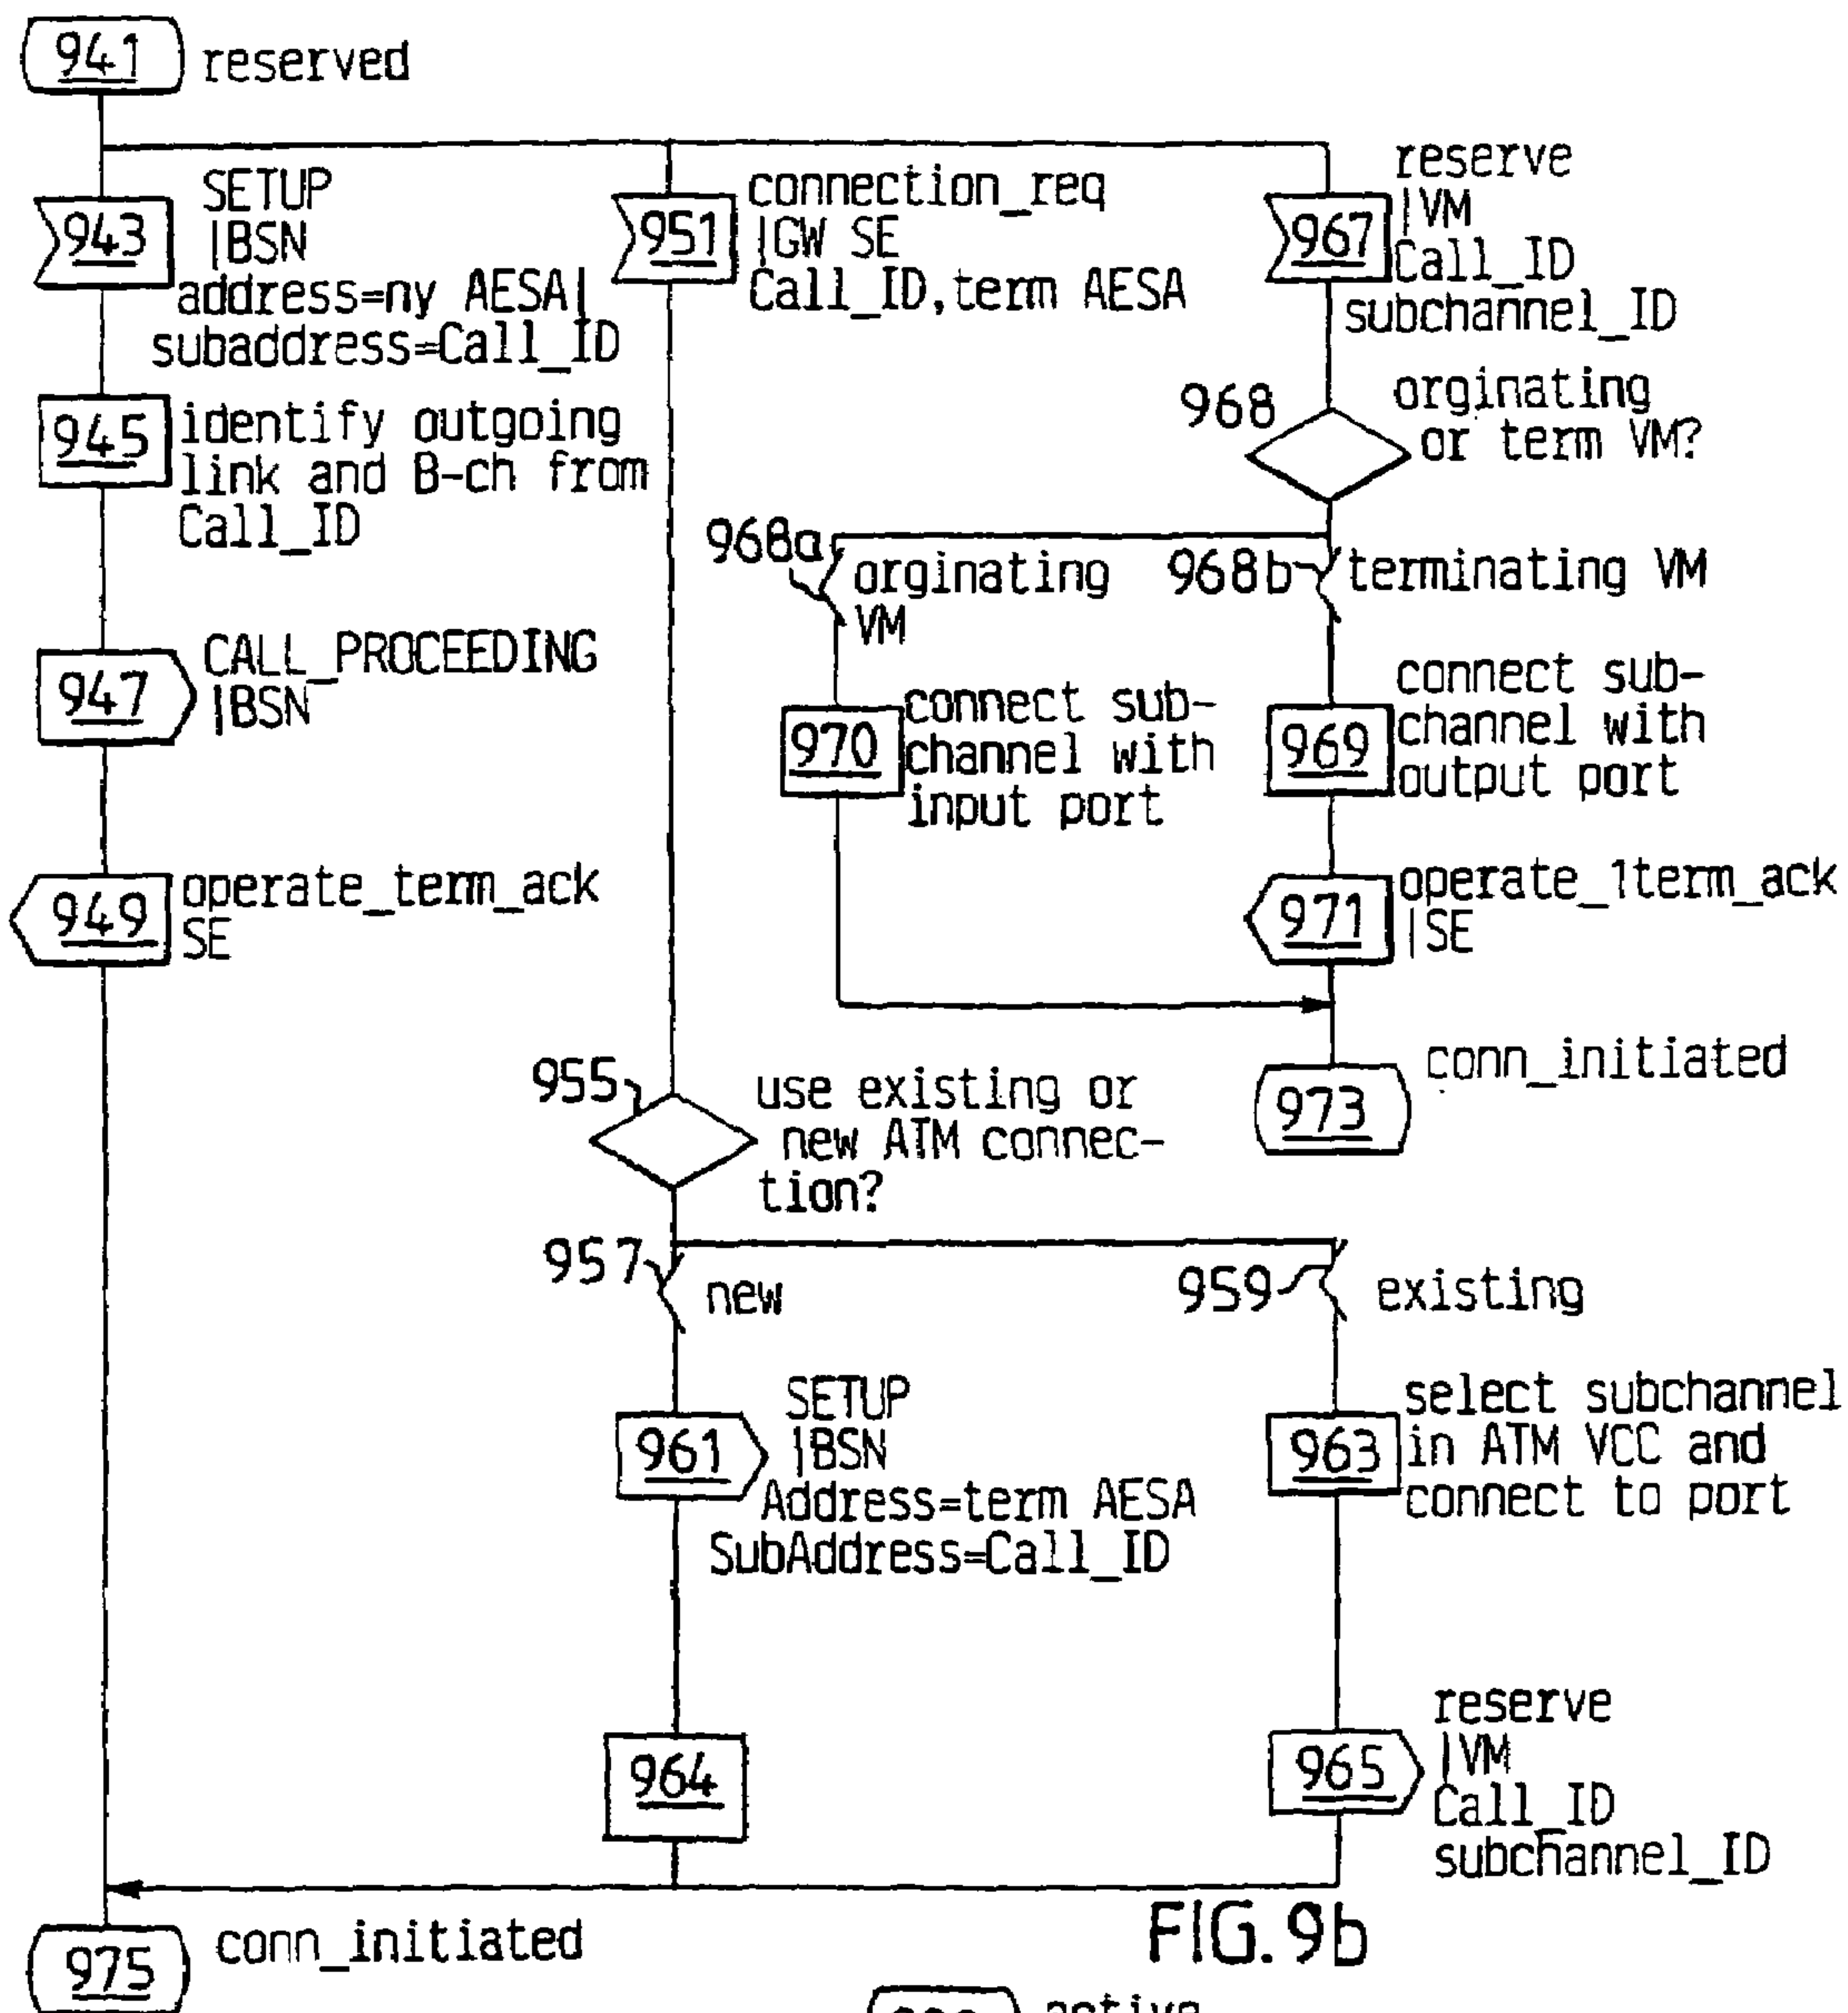 941 reserved
943
SETUP
|BSN
address=ny AESA|
subaddress=Call_ID
945
identify outgoing
link and B-ch from
Call_ID
947
CALL_PROCEEDING
|BSN
949
operate_term_ack
SE
951
connection_req
|GW SE
Call_ID,term AESA
967
reserve
|VM
Call_ID
subchannel_ID
968
orginating
or term VM?
968a
orginating
VM
968b
terminating VM
970
connect sub-
channel with
input port
969
connect sub-
channel with
output port
971
operate_1term_ack
|SE
973
conn_initiated
955
use existing or
new ATM connec-
tion?
957
new
959
existing
961
SETUP
|BSN
Address=term AESA
SubAddress=Call_ID
963
select subchannel
in ATM VCC and
connect to port
964
965
reserve
|VM
Call_ID
subchannel_ID
975
conn_initiated
FIG. 9b
active